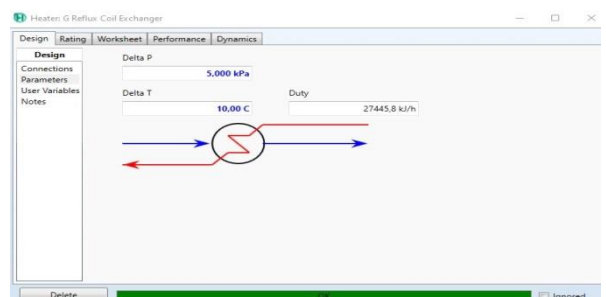 Heater: G Reflux Coil Exchanger
Design Rating Worksheet Performance Dynamics
Design
Connections
Parameters
User Variables
Notes
Delta P
5,000 kPa
Delta T
10,00 C
Duty
27445,8 kJ/h
Delete
OK
Ignored